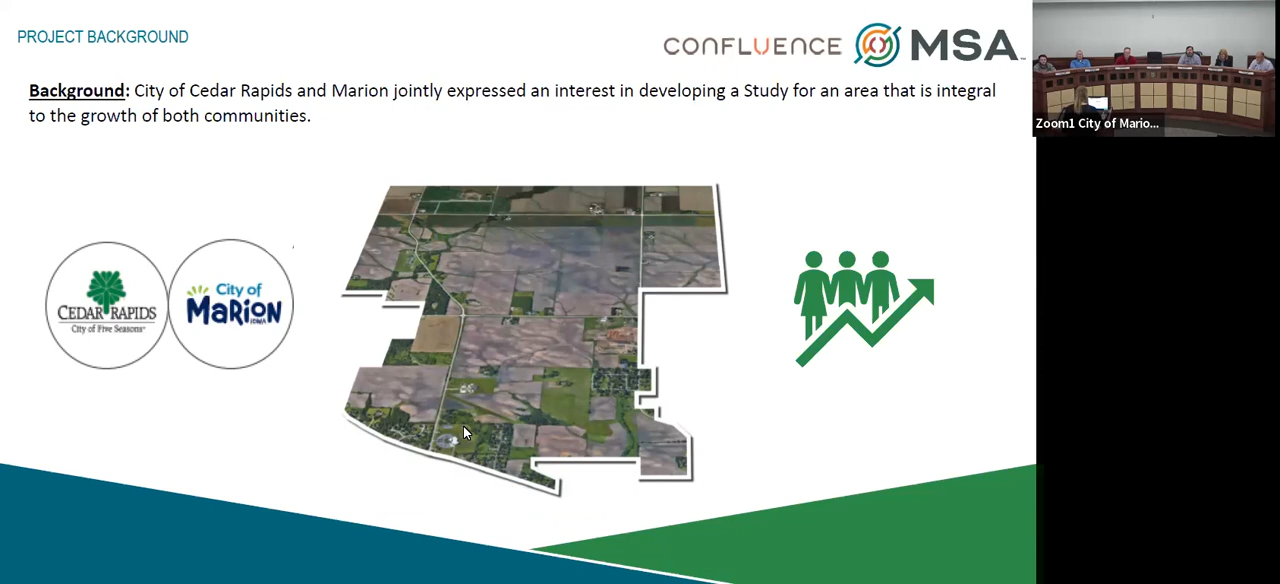 PROJECT BACKGROUND
CONFLUENCE
MSA
Background: City of Cedar Rapids and Marion jointly expressed an interest in developing a Study for an area that is integral
to the growth of both communities.
Zoom1 City of Mario...
CEDAR RAPIDS
City of Five Seasons
City of
MARION
IOWA